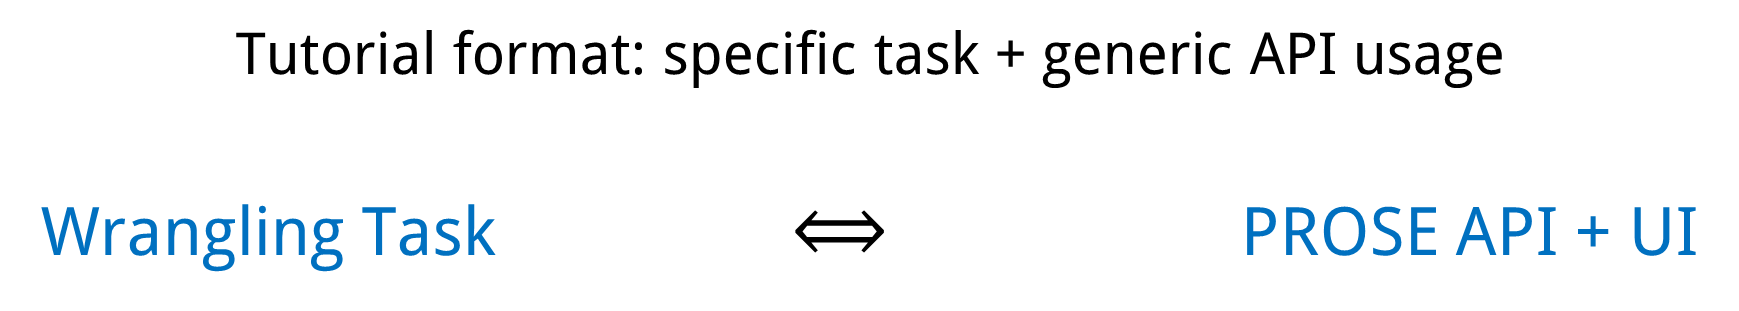 Tutorial format: specific task + generic API usage
Wrangling Task ⟺ PROSE API + UI